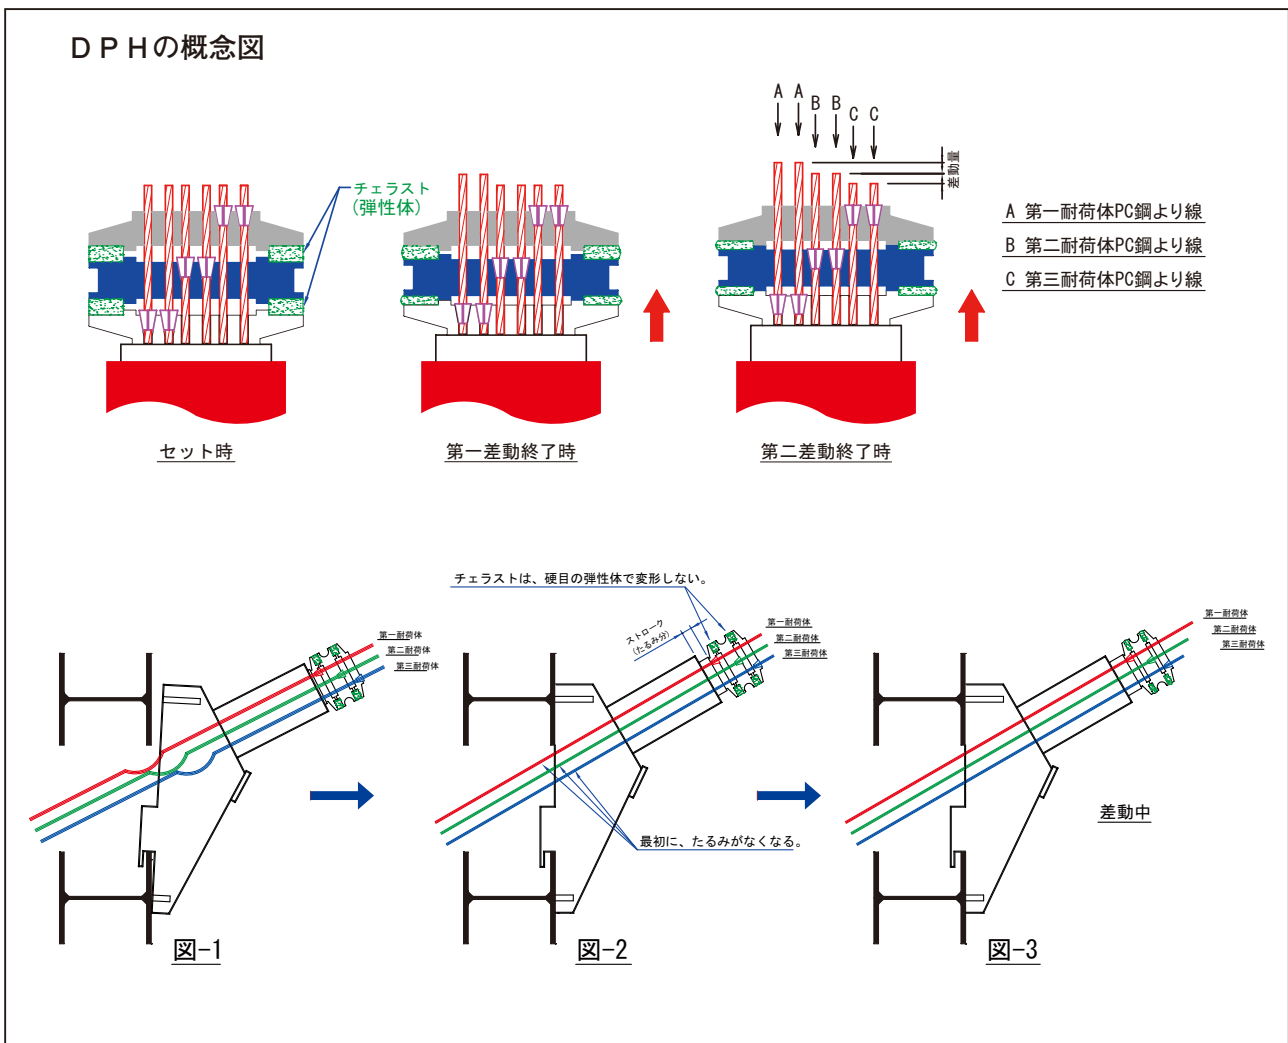 ＤＰＨの概念図
A A B B C C
差動量
チェラスト
(弾性体)
A 第一耐荷体PC鋼より線
B 第二耐荷体PC鋼より線
C 第三耐荷体PC鋼より線
セット時
第一差動終了時
第二差動終了時
チェラストは、硬目の弾性体で変形しない。
第一耐荷体
第二耐荷体
第三耐荷体
ストローク
(たるみ分)
第一耐荷体
第二耐荷体
第三耐荷体
第一耐荷体
第二耐荷体
第三耐荷体
最初に、たるみがなくなる。
差動中
図-1
図-2
図-3